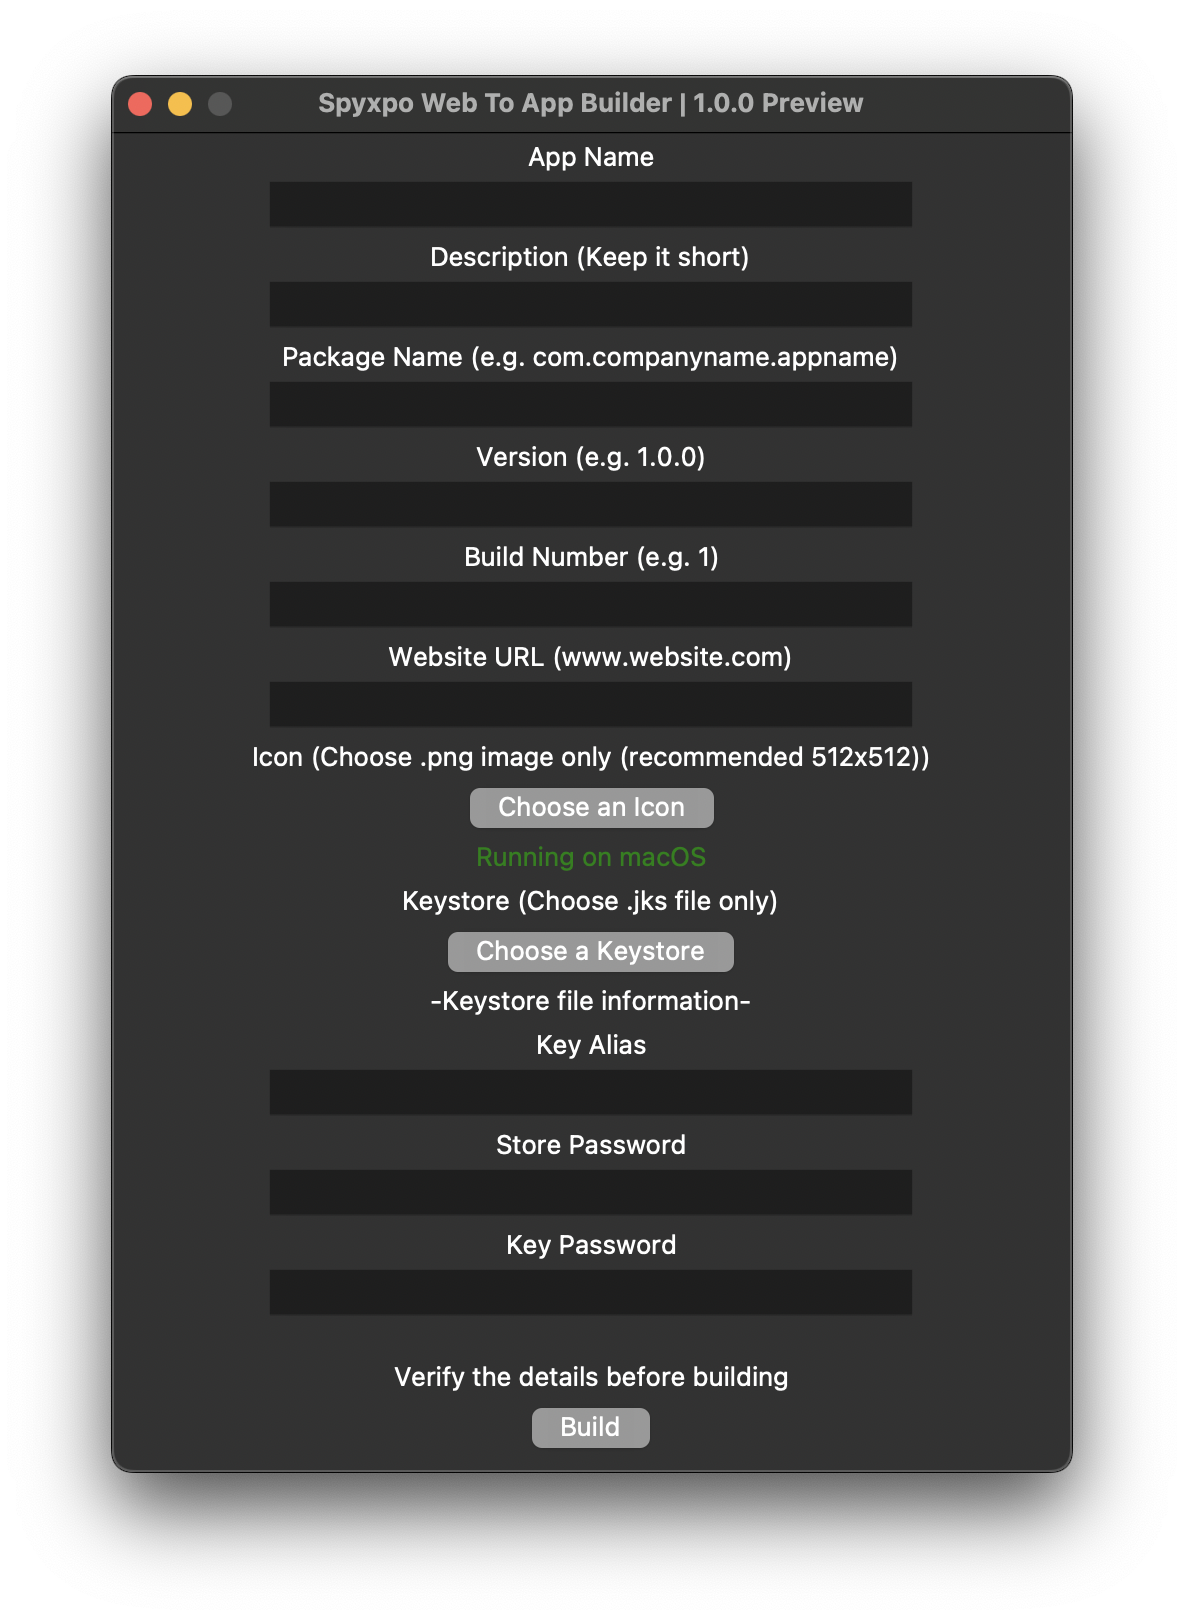 Spyxpo Web To App Builder | 1.0.0 Preview
App Name
Description (Keep it short)
Package Name (e.g. com.companyname.appname)
Version (e.g. 1.0.0)
Build Number (e.g. 1)
Website URL (www.website.com)
Icon (Choose .png image only (recommended 512x512))
Choose an Icon
Running on macOS
Keystore (Choose .jks file only)
Choose a Keystore
-Keystore file information-
Key Alias
Store Password
Key Password
Verify the details before building
Build